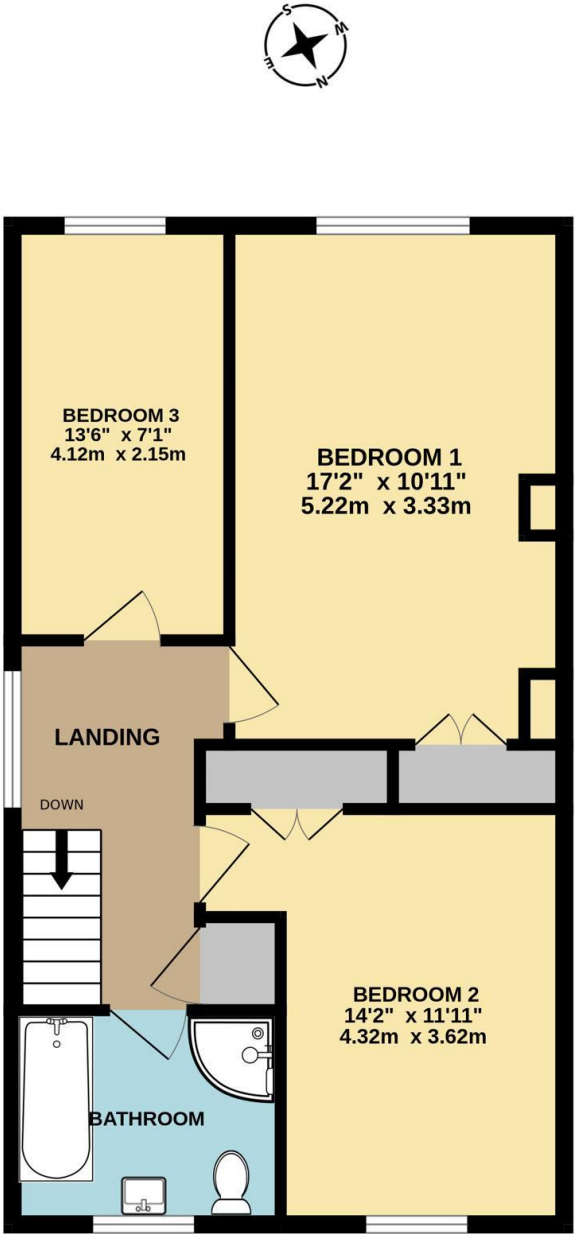 S
W
E
N
BEDROOM 3
13'6" x 7'1"
4.12m x 2.15m
BEDROOM 1
17'2" x 10'11"
5.22m x 3.33m
LANDING
DOWN
BEDROOM 2
14'2" x 11'11"
4.32m x 3.62m
BATHROOM